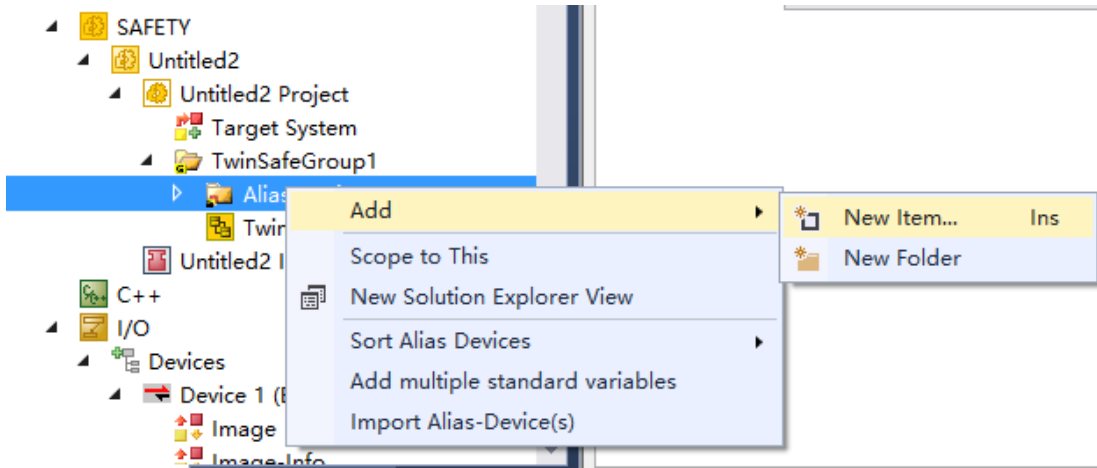 SAFETY
Untitled2
Untitled2 Project
Target System
TwinSafeGroup1
Alias
Twin
Untitled2 I
C++
I/O
Devices
Device 1 (E
Image
Image-Info
Add
Scope to This
New Solution Explorer View
Sort Alias Devices
Add multiple standard variables
Import Alias-Device(s)
New Item... Ins
New Folder